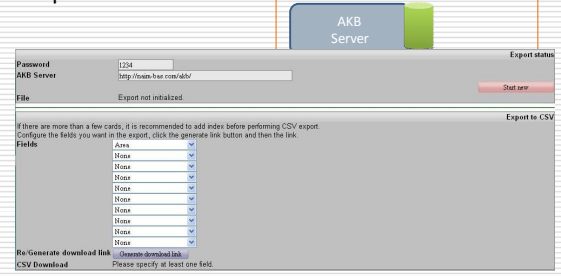 AKB
Server
Export status
Password 1234
AKB Server http://naim-bas.com/akb/
Start new
File Export not initialized.
Export to CSV
If there are more than a few cards, it is recommended to add index before performing CSV export.
Configure the fields you want in the export, click the generate link button and then the link.
Fields Area
None
None
None
None
None
None
None
None
Re/Generate download link Generate download link
CSV Download Please specify at least one field.